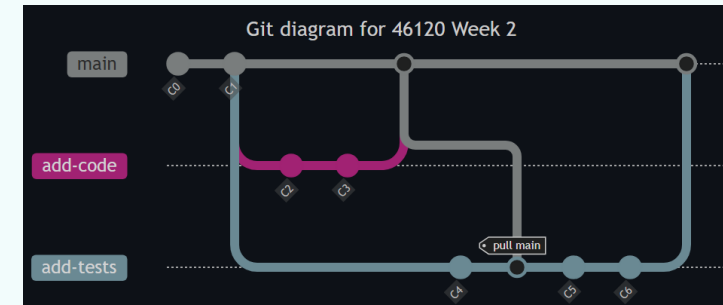 Git diagram for 46120 Week 2
main
C0
C1
add-code
C2
C3
pull main
add-tests
C4
C5
C6